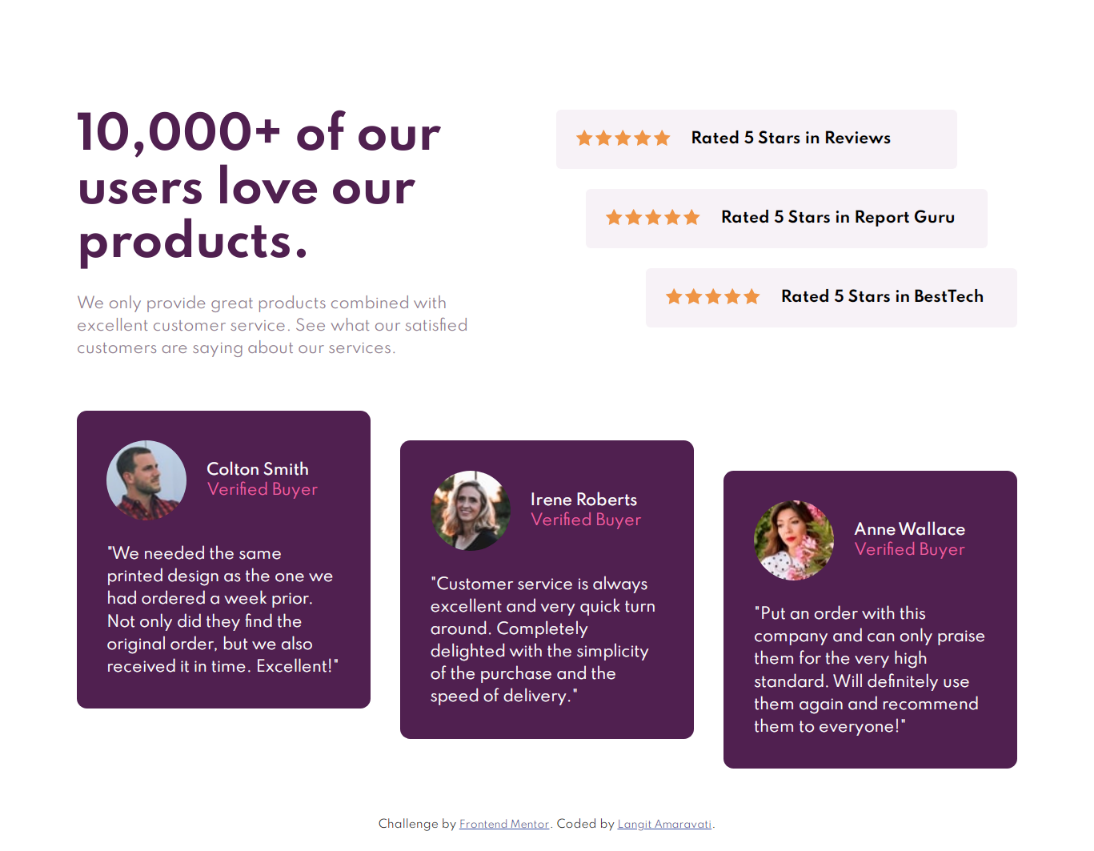 10,000+ of our
users love our
products.
We only provide great products combined with
excellent customer service. See what our satisfied
customers are saying about our services.
Rated 5 Stars in Reviews
Rated 5 Stars in Report Guru
Rated 5 Stars in BestTech
Colton Smith
Verified Buyer
"We needed the same
printed design as the one we
had ordered a week prior.
Not only did they find the
original order, but we also
received it in time. Excellent!"
Irene Roberts
Verified Buyer
"Customer service is always
excellent and very quick turn
around. Completely
delighted with the simplicity
of the purchase and the
speed of delivery."
Anne Wallace
Verified Buyer
"Put an order with this
company and can only praise
them for the very high
standard. Will definitely use
them again and recommend
them to everyone!"
Challenge by Frontend Mentor. Coded by Langit Amaravati.